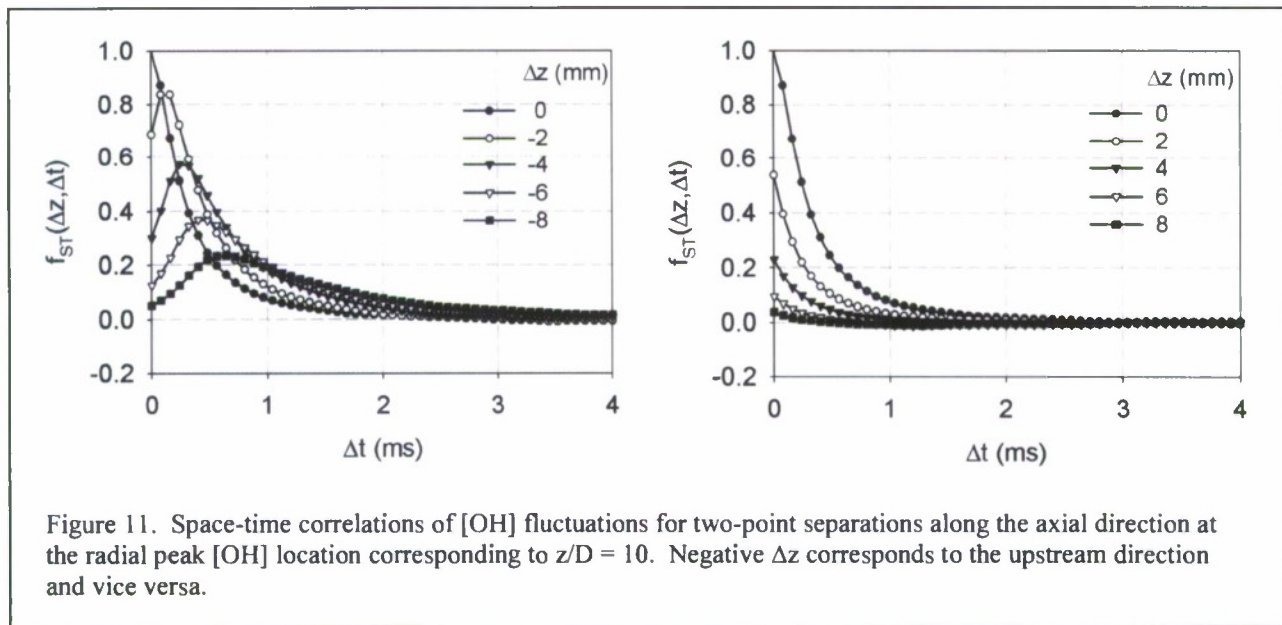 1.0
0.8
0.6
0.4
0.2
0.0
-0.2
f_ST(Δz,Δt)
Δz (mm)
0
-2
-4
-6
-8
0 1 2 3 4
Δt (ms)
1.0
0.8
0.6
0.4
0.2
0.0
-0.2
f_ST(Δz,Δt)
Δz (mm)
0
2
4
6
8
0 1 2 3 4
Δt (ms)
Figure 11. Space-time correlations of [OH] fluctuations for two-point separations along the axial direction at
the radial peak [OH] location corresponding to z/D = 10. Negative Δz corresponds to the upstream direction
and vice versa.